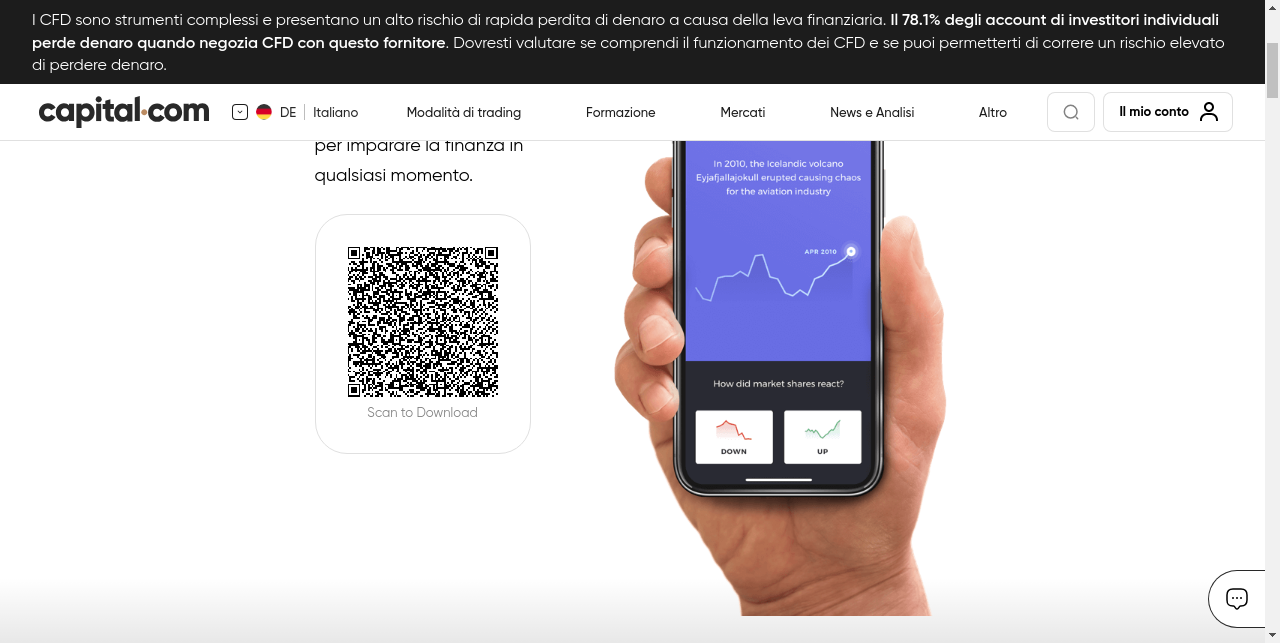 I CFD sono strumenti complessi e presentano un alto rischio di rapida perdita di denaro a causa della leva finanziaria. Il 78.1% degli account di investitori individuali
perde denaro quando negozia CFD con questo fornitore. Dovresti valutare se comprendi il funzionamento dei CFD e se puoi permetterti di correre un rischio elevato
di perdere denaro.
capital.com DE Italiano Modalità di trading Formazione Mercati News e Analisi Altro Il mio conto
per imparare la finanza in
qualsiasi momento.
Scan to Download
In 2010, the Icelandic volcano
Eyjafjallajokull erupted causing chaos
for the aviation industry
APR 2010
How did market shares react?
DOWN UP